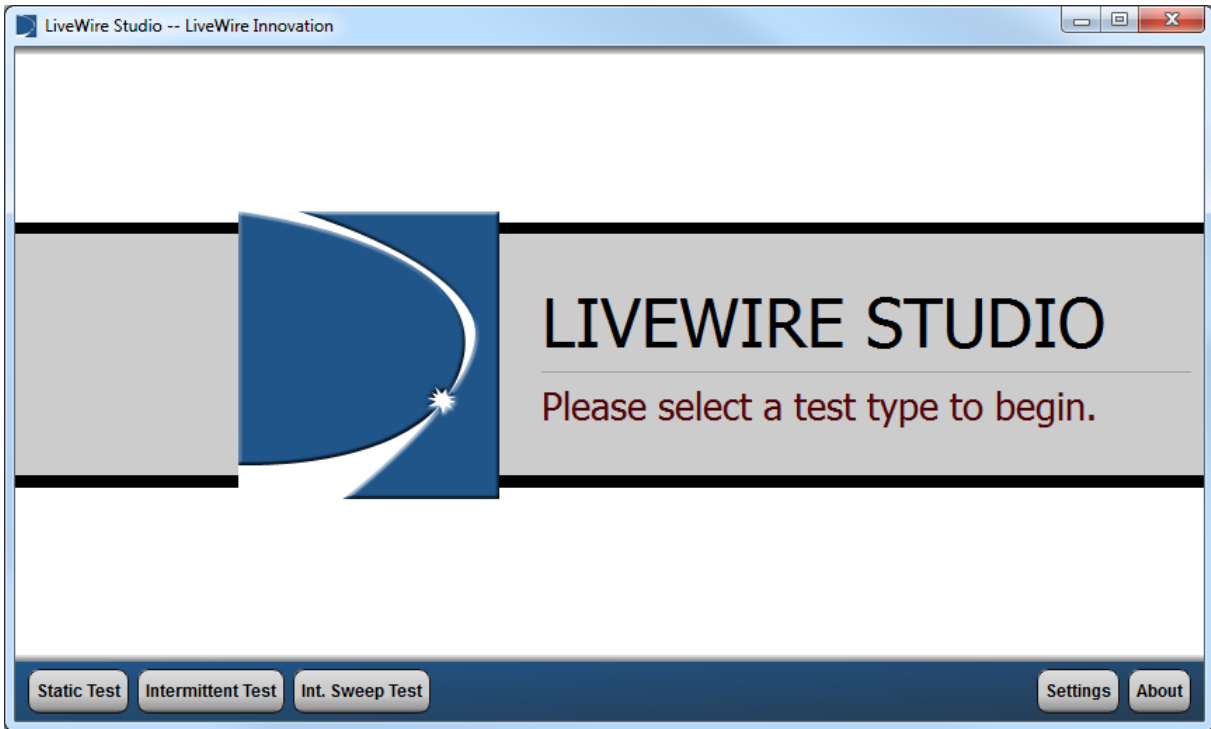 LiveWire Studio -- LiveWire Innovation
LIVEWIRE STUDIO
Please select a test type to begin.
Static Test Intermittent Test Int. Sweep Test Settings About